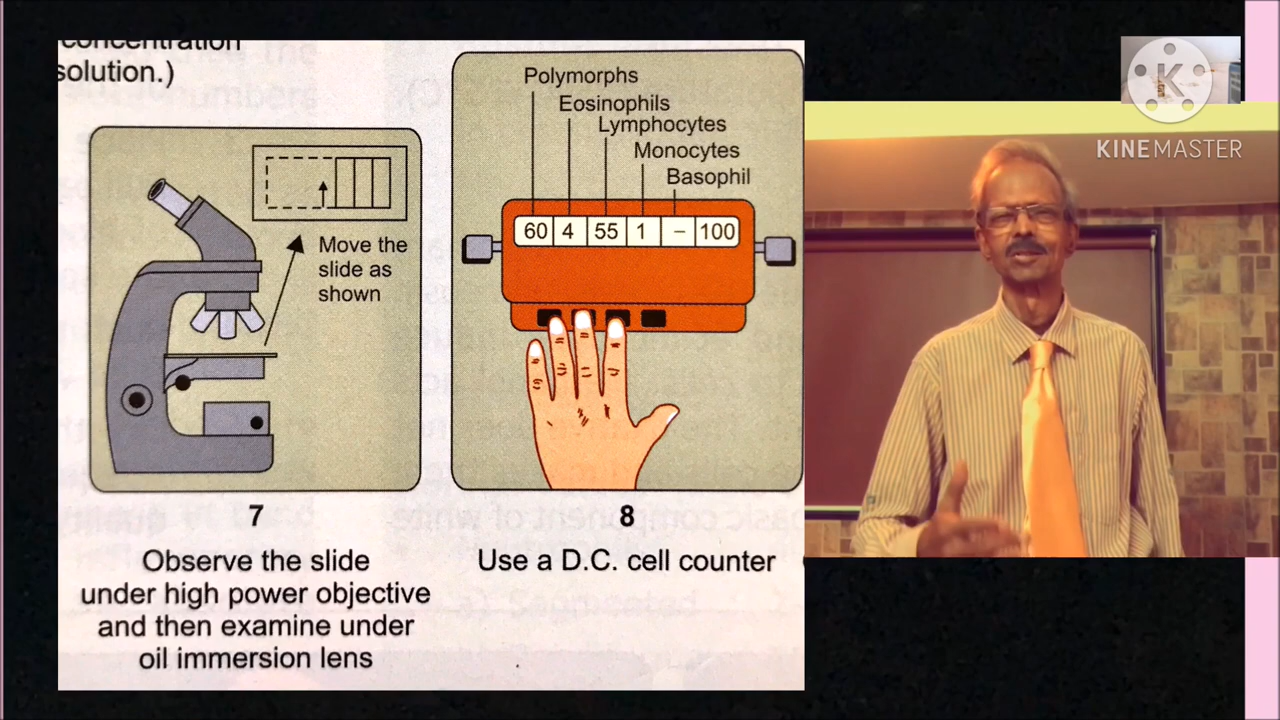 concentration
solution.)
Move the
slide as
shown
7
Observe the slide
under high power objective
and then examine under
oil immersion lens
Polymorphs
Eosinophils
Lymphocytes
Monocytes
Basophil
60 4 55 1 – 100
8
Use a D.C. cell counter
K
KINEMASTER